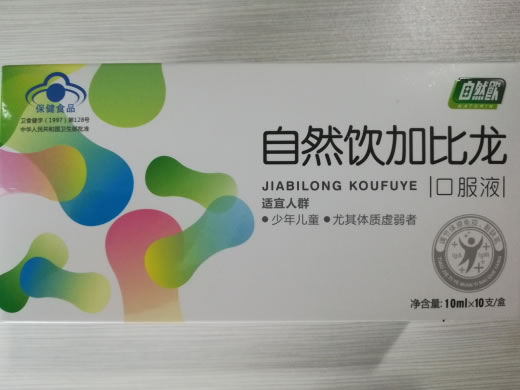 保健食品
卫食健字(1997)第128号
中华人民共和国卫生部批准
自然飲
自然饮加比龙
JIABILONG KOUFUYE
口服液
适宜人群
●少年儿童 ●尤其体质虚弱者
净含量:10ml×10支/盒